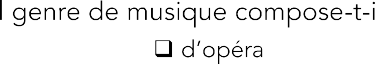 genre de musique compose-t-i
❑ d’opéra